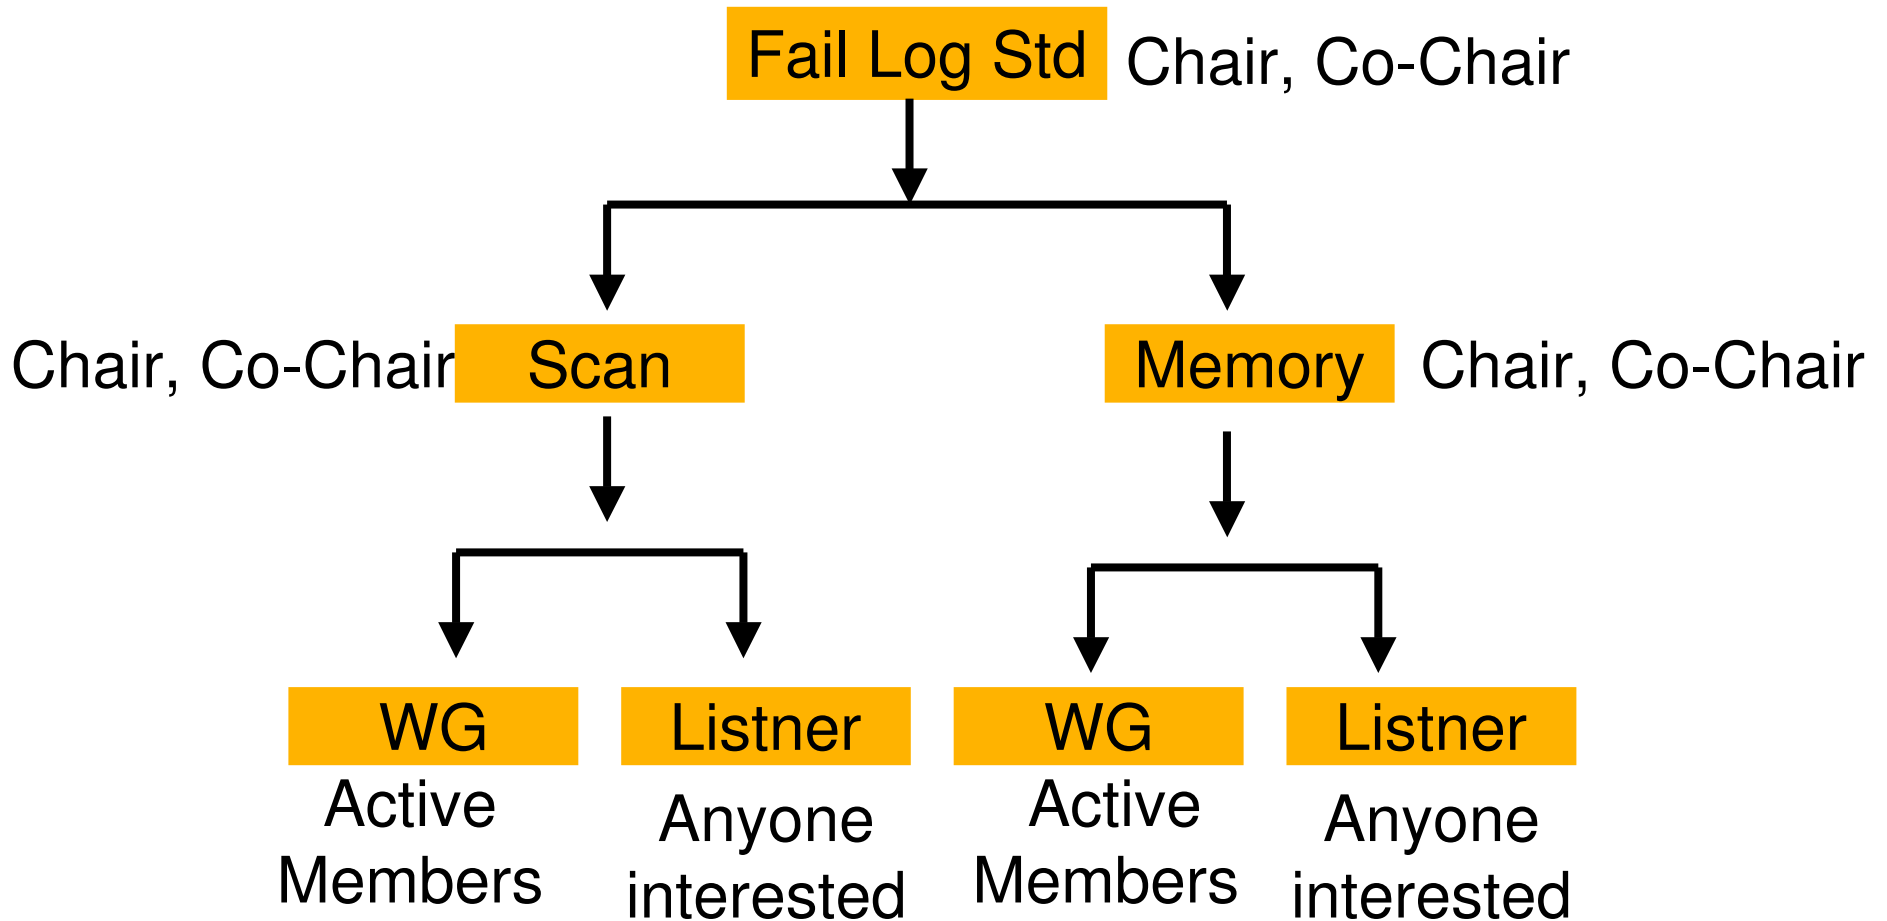 Fail Log Std
Chair, Co-Chair
Chair, Co-Chair
Scan
Memory
Chair, Co-Chair
WG
Listner
WG
Listner
Active
Members
Anyone
interested
Active
Members
Anyone
interested